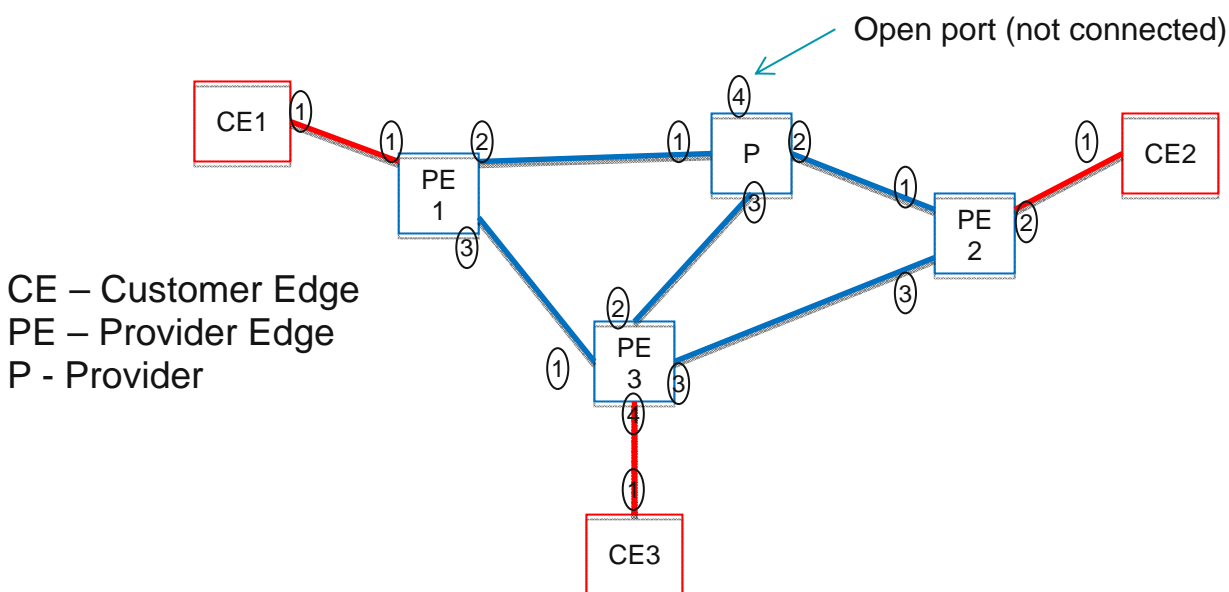 Open port (not connected)
4
CE1
1
1
2
1
P
2
1
CE2
PE
1
3
3
1
PE
2
2
3
CE – Customer Edge
PE – Provider Edge
P - Provider
2
1
PE
3
3
4
1
CE3